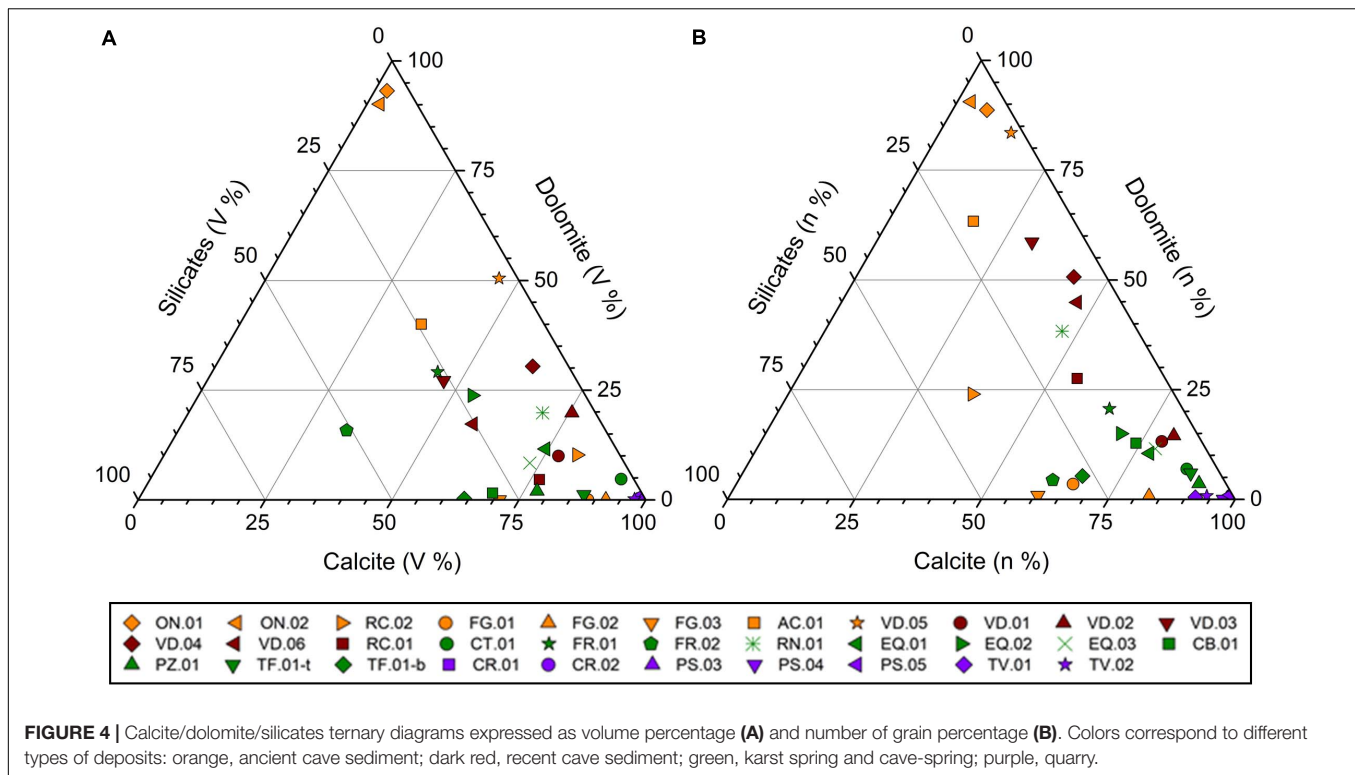 A
B
0
0
100
100
25
25
75
75
Silicates (V %)
Dolomite (V %)
Silicates (n %)
Dolomite (n %)
50
50
50
50
75
75
25
25
100
0
100
0
0
25
50
75
100
0
25
50
75
100
Calcite (V %)
Calcite (n %)
ON.01 ON.02 RC.02 FG.01 FG.02 FG.03 AC.01 VD.05 VD.01 VD.02 VD.03
VD.04 VD.06 RC.01 CT.01 FR.01 FR.02 RN.01 EQ.01 EQ.02 EQ.03 CB.01
PZ.01 TF.01-t TF.01-b CR.01 CR.02 PS.03 PS.04 PS.05 TV.01 TV.02
FIGURE 4 | Calcite/dolomite/silicates ternary diagrams expressed as volume percentage (A) and number of grain percentage (B). Colors correspond to different
types of deposits: orange, ancient cave sediment; dark red, recent cave sediment; green, karst spring and cave-spring; purple, quarry.